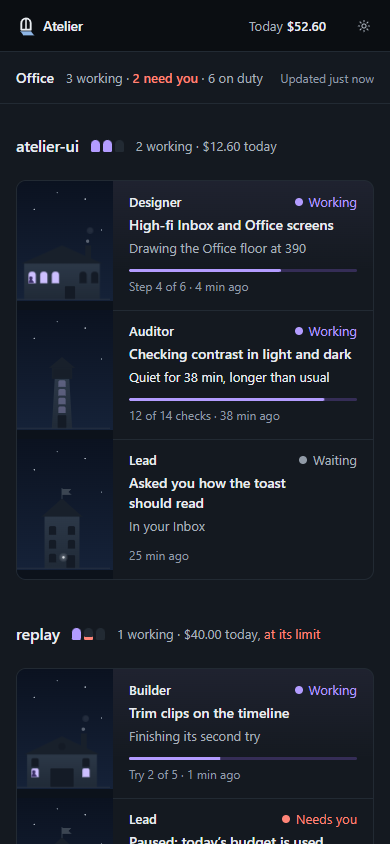 Atelier Today $52.60
Office 3 working · 2 need you · 6 on duty Updated just now
atelier-ui 2 working · $12.60 today
Designer Working
High-fi Inbox and Office screens
Drawing the Office floor at 390
Step 4 of 6 · 4 min ago
Auditor Working
Checking contrast in light and dark
Quiet for 38 min, longer than usual
12 of 14 checks · 38 min ago
Lead Waiting
Asked you how the toast
should read
In your Inbox
25 min ago
replay 1 working · $40.00 today, at its limit
Builder Working
Trim clips on the timeline
Finishing its second try
Try 2 of 5 · 1 min ago
Lead Needs you
Paused: today’s budget is used